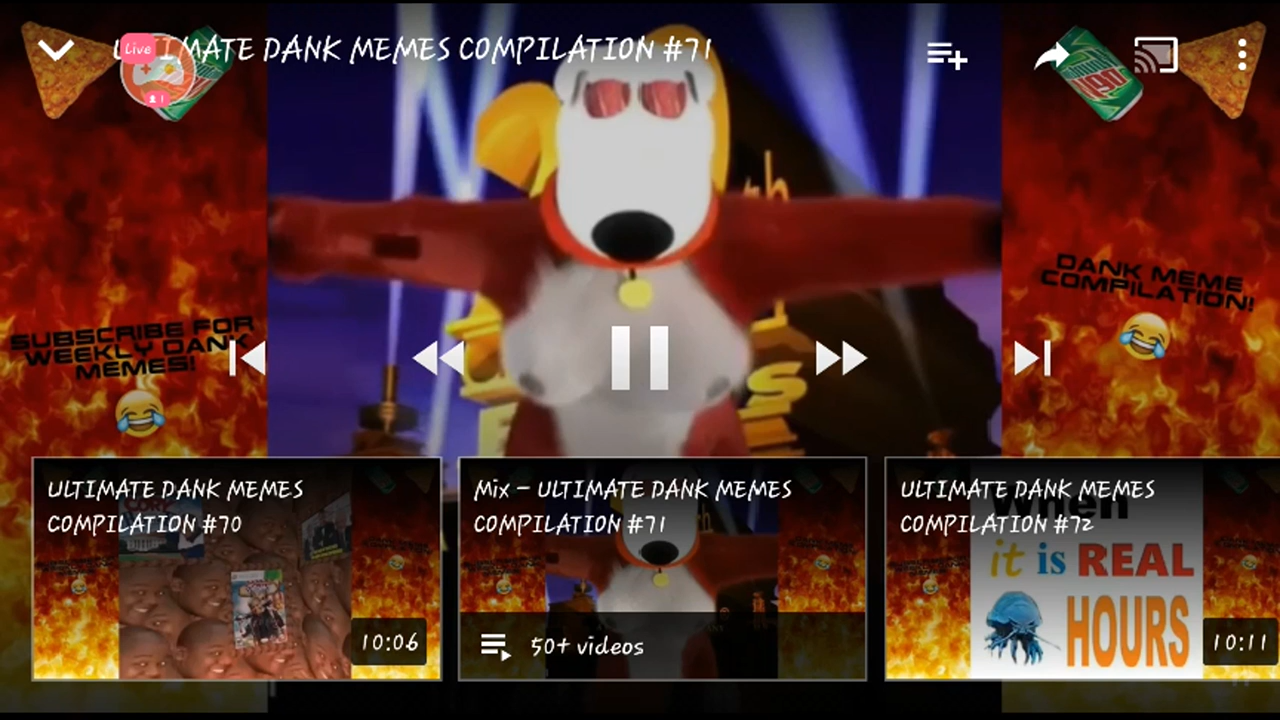 Live
ULTIMATE DANK MEMES COMPILATION #71
1
SUBSCRIBE FOR
WEEKLY DANK
MEMES!
DANK MEME
COMPILATION!
ULTIMATE DANK MEMES
COMPILATION #70
10:06
Mix – ULTIMATE DANK MEMES
COMPILATION #71
50+ videos
ULTIMATE DANK MEMES
COMPILATION #72
When
it is REAL
HOURS
10:11